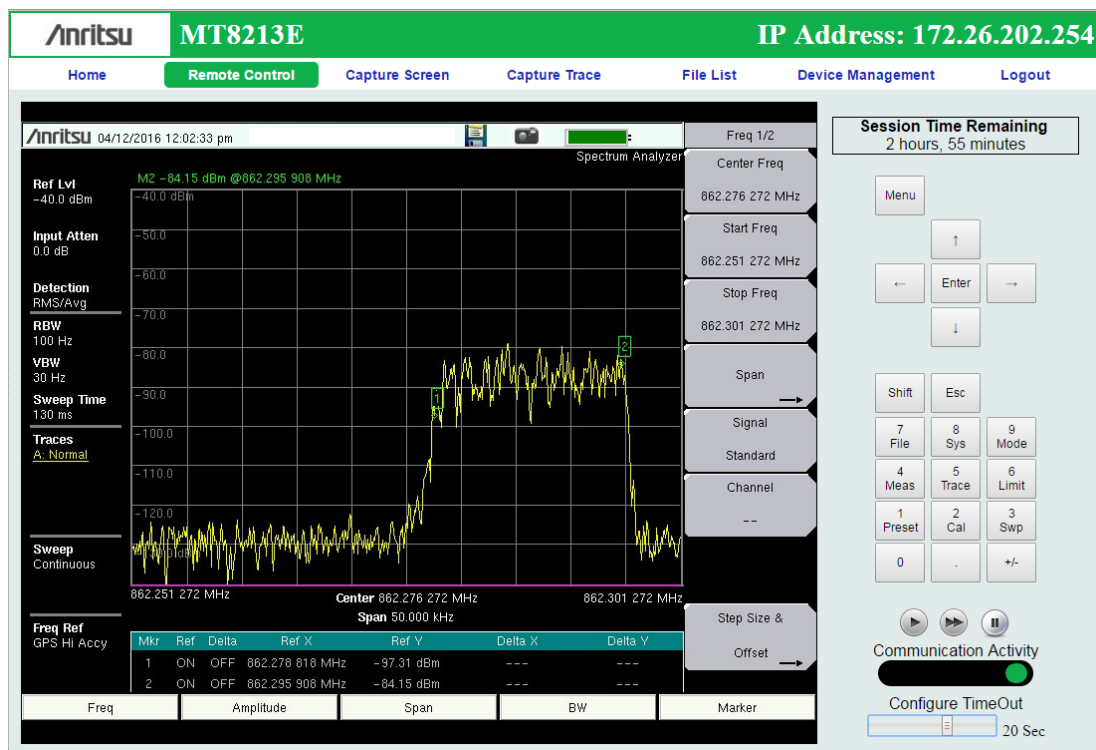 Anritsu MT8213E IP Address: 172.26.202.254
Home Remote Control Capture Screen Capture Trace File List Device Management Logout
Anritsu 04/12/2016 12:02:33 pm
Spectrum Analyzer
M2 -84.15 dBm @862.295 908 MHz
Ref Lvl
-40.0 dBm
Input Atten
0.0 dB
Detection
RMS/Avg
RBW
100 Hz
VBW
30 Hz
Sweep Time
130 ms
Traces
A: Normal
Sweep
Continuous
Freq Ref
GPS Hi Accy
-40.0 dBm
-50.0
-60.0
-70.0
-80.0
-90.0
-100.0
-110.0
-120.0
1
2
862.251 272 MHz
Center 862.276 272 MHz
862.301 272 MHz
Span 50.000 kHz
Mkr Ref Delta Ref X Ref Y Delta X Delta Y
1 ON OFF 862.278 818 MHz -97.31 dBm --- ---
2 ON OFF 862.295 908 MHz -84.15 dBm --- ---
Freq Amplitude Span BW Marker
Freq 1/2
Center Freq
862.276 272 MHz
Start Freq
862.251 272 MHz
Stop Freq
862.301 272 MHz
Span
Signal
Standard
Channel
--
Step Size &
Offset
Session Time Remaining
2 hours, 55 minutes
Menu
↑
← Enter →
↓
Shift Esc
7 8 9
File Sys Mode
4 5 6
Meas Trace Limit
1 2 3
Preset Cal Swp
0 . +/-
Communication Activity
Configure TimeOut
20 Sec